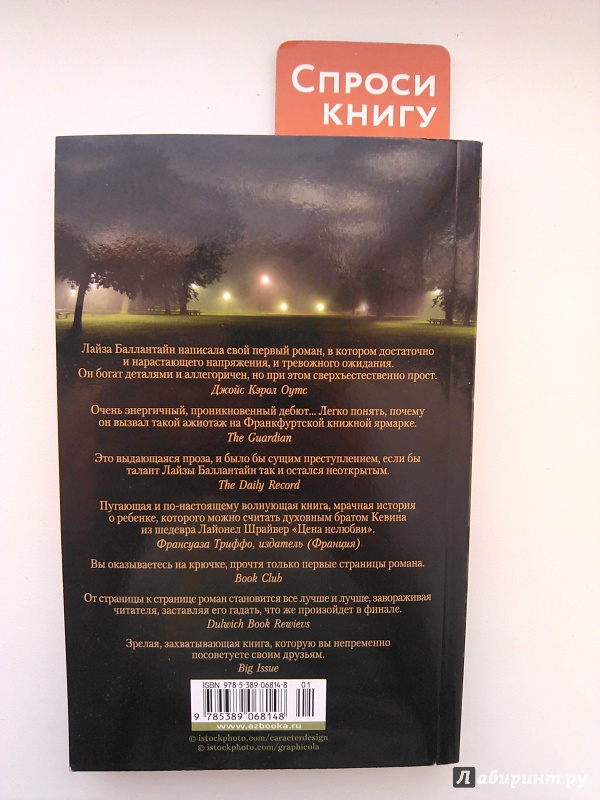 Спроси
книгу
Лайза Баллантайн написала свой первый роман, в котором достаточно
и нарастающего напряжения, и тревожного ожидания.
Он богат деталями и аллегоричен, но при этом сверхъестественно прост.
Джойс Кэрол Оутс
Очень энергичный, проникновенный дебют... Легко понять, почему
он вызвал такой ажиотаж на Франкфуртской книжной ярмарке.
The Guardian
Это выдающаяся проза, и было бы сущим преступлением, если бы
талант Лайзы Баллантайн так и остался неоткрытым.
The Daily Record
Пугающая и по-настоящему волнующая книга, мрачная история
о ребенке, которого можно считать духовным братом Кевина
из шедевра Лайонел Шрайвер «Цена нелюбви».
Франсуаза Триффо, издатель (Франция)
Вы оказываетесь на крючке, прочтя только первые страницы романа.
Book Club
От страницы к странице роман становится все лучше и лучше, завораживая
читателя, заставляя его гадать, что же произойдет в финале.
Dulwich Book Rewievs
Зрелая, захватывающая книга, которую вы непременно
посоветуете своим друзьям.
Big Issue
ISBN 978-5-389-06814-8 01
9 785389 068148
www.azbooka.ru
© istockphoto.com/caracterdesign
© istockphoto.com/graphicola
Лабиринт.ру